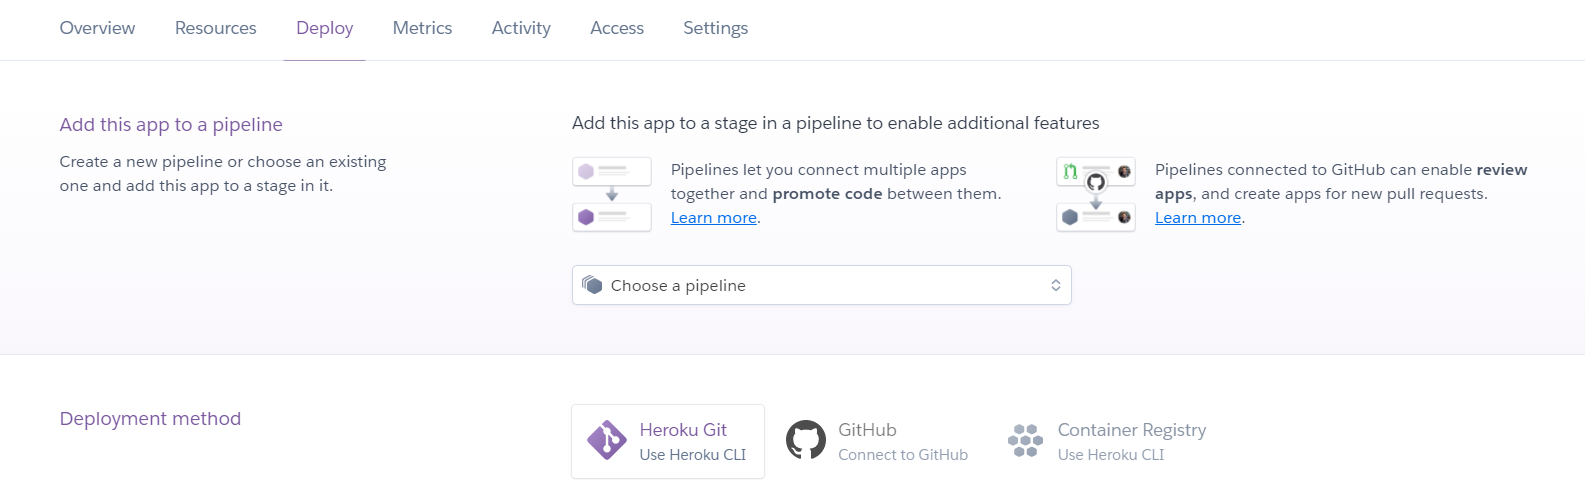 Overview Resources Deploy Metrics Activity Access Settings
Add this app to a pipeline
Create a new pipeline or choose an existing
one and add this app to a stage in it.
Add this app to a stage in a pipeline to enable additional features
Pipelines let you connect multiple apps
together and promote code between them.
Learn more.
Pipelines connected to GitHub can enable review
apps, and create apps for new pull requests.
Learn more.
Choose a pipeline
Deployment method
Heroku Git
Use Heroku CLI
GitHub
Connect to GitHub
Container Registry
Use Heroku CLI